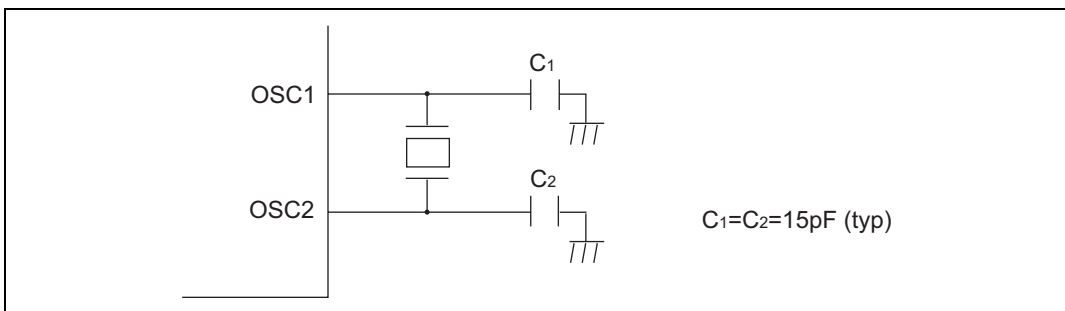 C₁
OSC1
C₂
OSC2
C₁=C₂=15pF (typ)